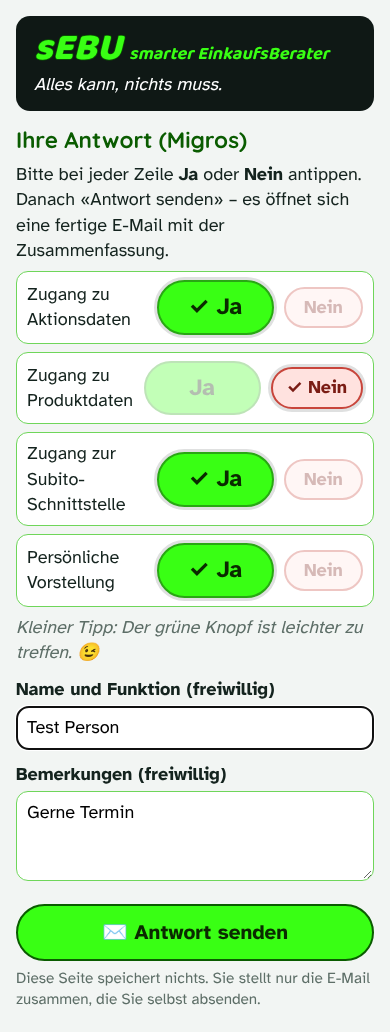 sEBU smarter EinkaufsBerater
Alles kann, nichts muss.
Ihre Antwort (Migros)
Bitte bei jeder Zeile Ja oder Nein antippen.
Danach «Antwort senden» – es öffnet sich
eine fertige E-Mail mit der
Zusammenfassung.
Zugang zu
Aktionsdaten
✓ Ja
Nein
Zugang zu
Produktdaten
Ja
✓ Nein
Zugang zur
Subito-
Schnittstelle
✓ Ja
Nein
Persönliche
Vorstellung
✓ Ja
Nein
Kleiner Tipp: Der grüne Knopf ist leichter zu
treffen. 😉
Name und Funktion (freiwillig)
Test Person
Bemerkungen (freiwillig)
Gerne Termin
✉️ Antwort senden
Diese Seite speichert nichts. Sie stellt nur die E-Mail
zusammen, die Sie selbst absenden.